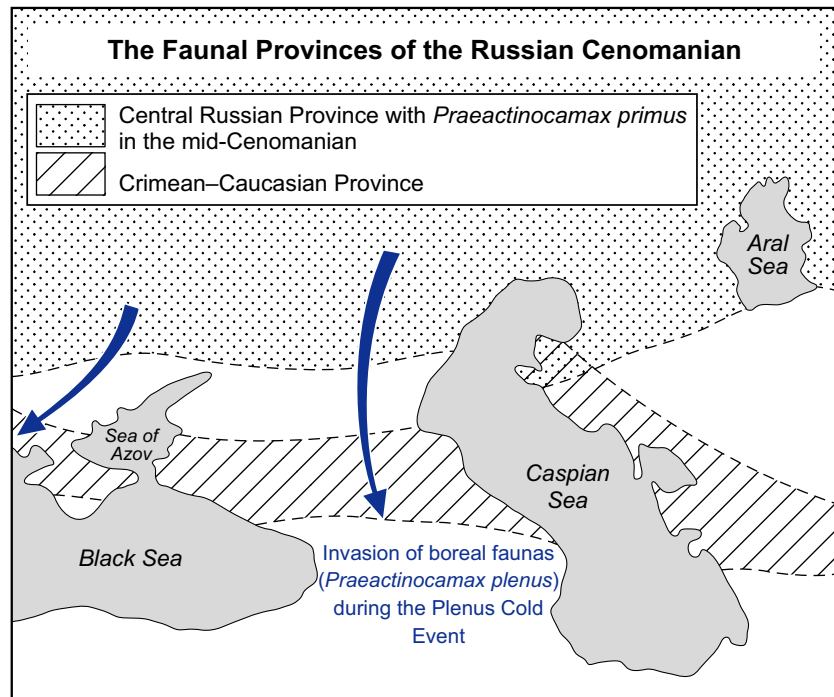 The Faunal Provinces of the Russian Cenomanian
Central Russian Province with Praeactinocamax primus
in the mid-Cenomanian
Crimean–Caucasian Province
Aral
Sea
Sea of
Azov
Caspian
Sea
Black Sea
Invasion of boreal faunas
(Praeactinocamax plenus)
during the Plenus Cold
Event